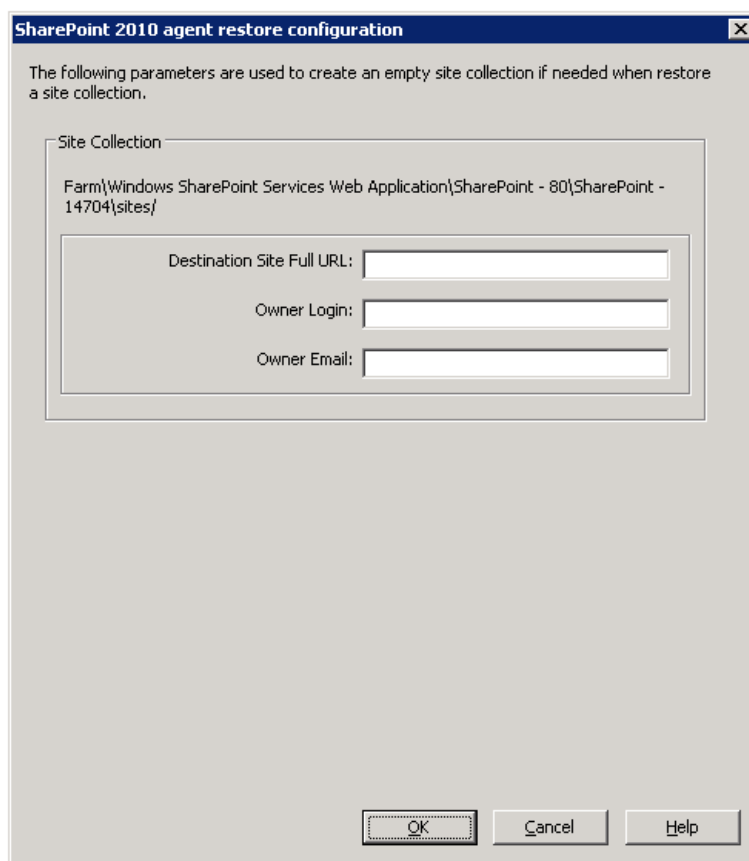 SharePoint 2010 agent restore configuration
The following parameters are used to create an empty site collection if needed when restore
a site collection.
Site Collection
Farm\Windows SharePoint Services Web Application\SharePoint - 80\SharePoint -
14704\sites/
Destination Site Full URL:
Owner Login:
Owner Email:
OK
Cancel
Help